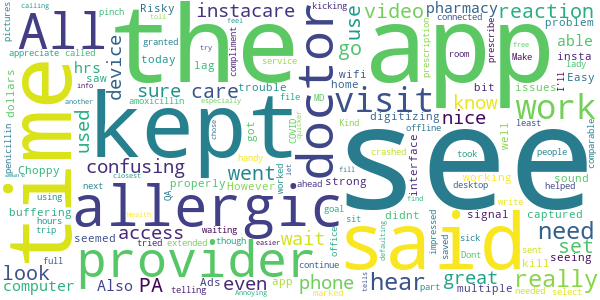 pinch
Risky
instacare
video
pharmacy
reaction
calling
another
pictures
All
the
doctor
app
kicking
use
connected
room
prescribe
Easy
problem
appreciate
called
toll
device
today
granted
compliment
try
feel
go
prescription
Make
free
able
insta
lady
hrs
saw
lag
wifi
bit
I'll
issues
sure
care
trouble
home
visit
work
dollars
info
time
kept
see
file
MD
know
digitizing
service
especially
penicillin
Choppy
amoxicillin
used
got
COVID
quicker
Kind
nice
offline
well
least
people
comparable
confusing
went
However
worked
let
crashed
interface
took
desktop
helped
hours
using
next
closest
QA
properly
ahead
strong
tells
working
sound
find
allergic
said
buffering
trip
access
seemed
chose
handy
goal
fill
signal
didnt
captured
write
wait
sit
need
set
look
full
though
tried
extended
office
hear
defaulting
saved
impressed
sick
seeing
provider
Health
waiting
easier
continue
great
sent
kill
multiple
computer
Also
PA
even
Ads
app
phone
part
really
very
Dont
needed
select
Annoying
telling
marked